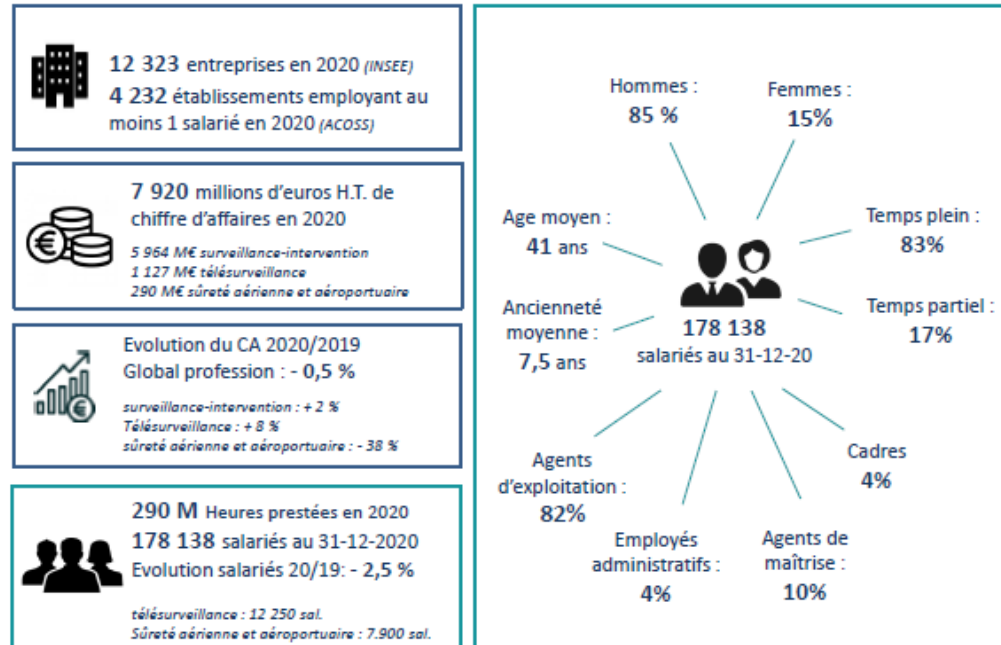 12 323 entreprises en 2020 (INSEE)
4 232 établissements employant au
moins 1 salarié en 2020 (ACOSS)
7 920 millions d'euros H.T. de
chiffre d'affaires en 2020
5 964 M€ surveillance-intervention
1 127 M€ télésurveillance
290 M€ sûreté aérienne et aéroportuaire
Evolution du CA 2020/2019
Global profession : - 0,5 %
surveillance-intervention : + 2 %
Télésurveillance : + 8 %
sûreté aérienne et aéroportuaire : - 38 %
290 M Heures prestées en 2020
178 138 salariés au 31-12-2020
Evolution salariés 20/19: - 2,5 %
télésurveillance : 12 250 sal.
Sûreté aérienne et aéroportuaire : 7.900 sal.
Hommes :
85 %
Femmes :
15%
Age moyen :
41 ans
Temps plein :
83%
Ancienneté
moyenne :
7,5 ans
Temps partiel :
17%
178 138
salariés au 31-12-20
Agents
d'exploitation :
82%
Employés
administratifs :
4%
Agents de
maîtrise :
10%
Cadres
4%